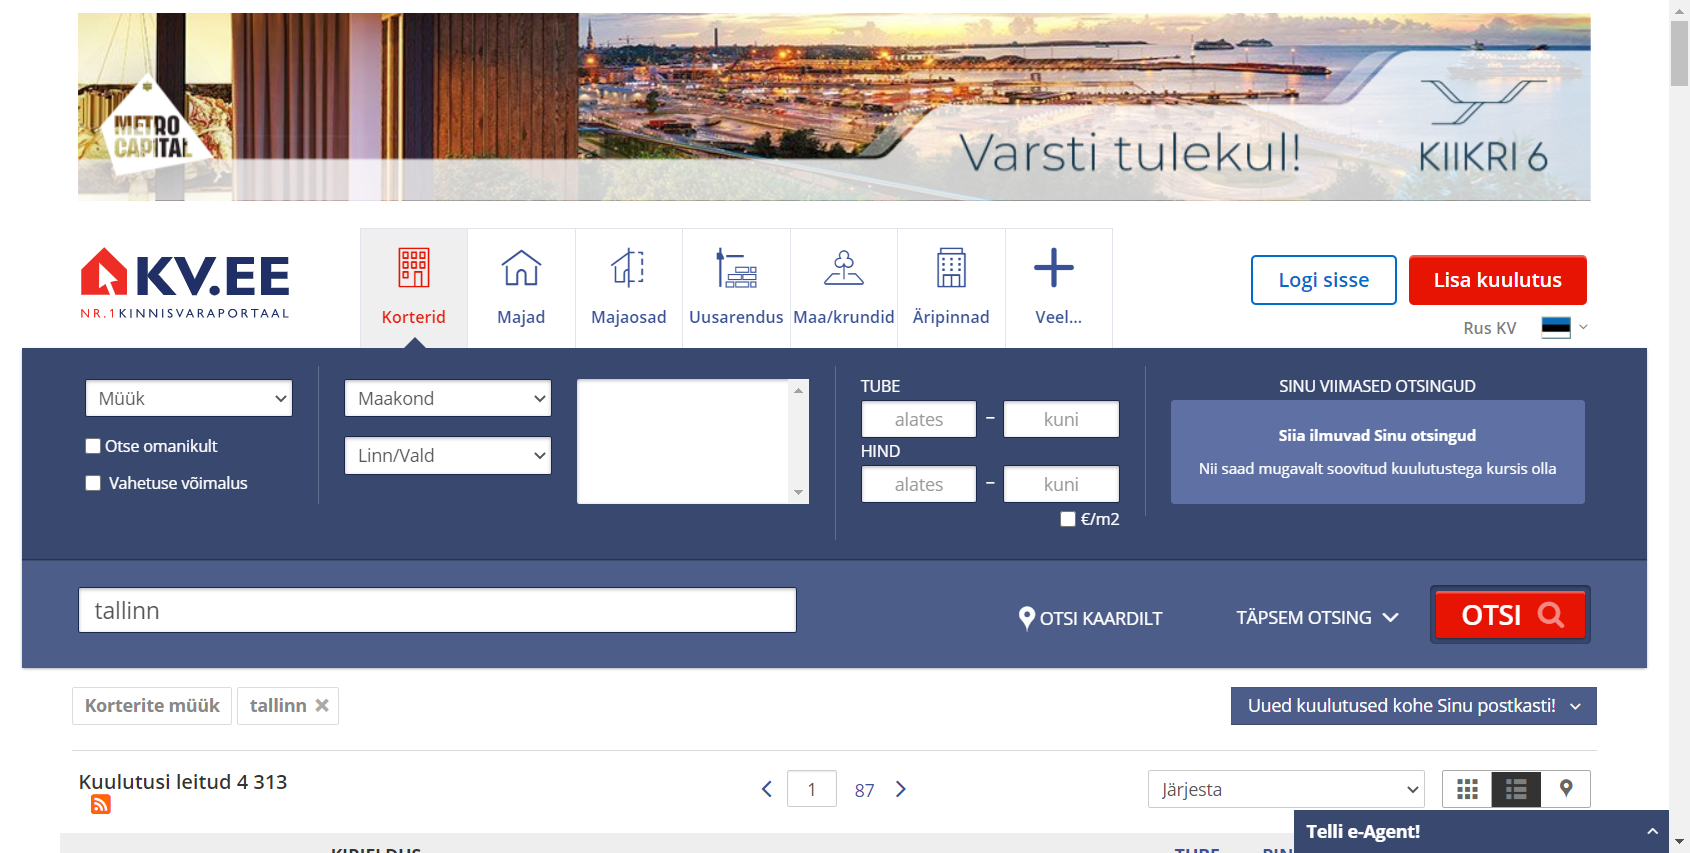 METRO
CAPITAL
Varsti tulekul!
KIIKRI 6
KV.EE
NR.1 KINNISVARAPORTAAL
Korterid
Majad
Majaosad
Uusarendus
Maa/krundid
Äripinnad
Veel...
Logi sisse
Lisa kuulutus
Rus KV
Müük
Otse omanikult
Vahetuse võimalus
Maakond
Linn/Vald
TUBE
alates – kuni
HIND
alates – kuni
€/m2
SINU VIIMASED OTSINGUD
Siia ilmuvad Sinu otsingud
Nii saad mugavalt soovitud kuulutustega kursis olla
tallinn
OTSI KAARDILT
TÄPSEM OTSING
OTSI
Korterite müük
tallinn
Uued kuulutused kohe Sinu postkasti!
Kuulutusi leitud 4 313
1
87
Järjesta
Telli e-Agent!
KIRJELDUS
TUBE